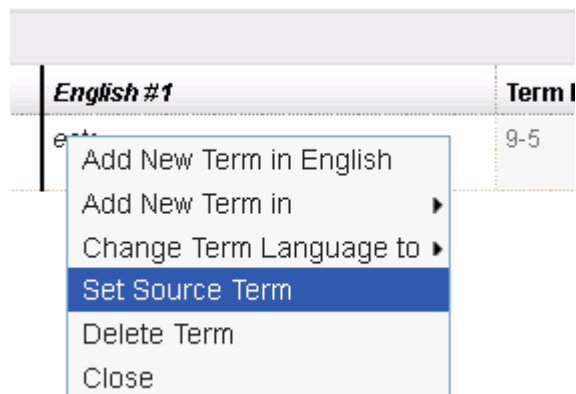 English #1
Term
9-5
Add New Term in English
Add New Term in
Change Term Language to
Set Source Term
Delete Term
Close